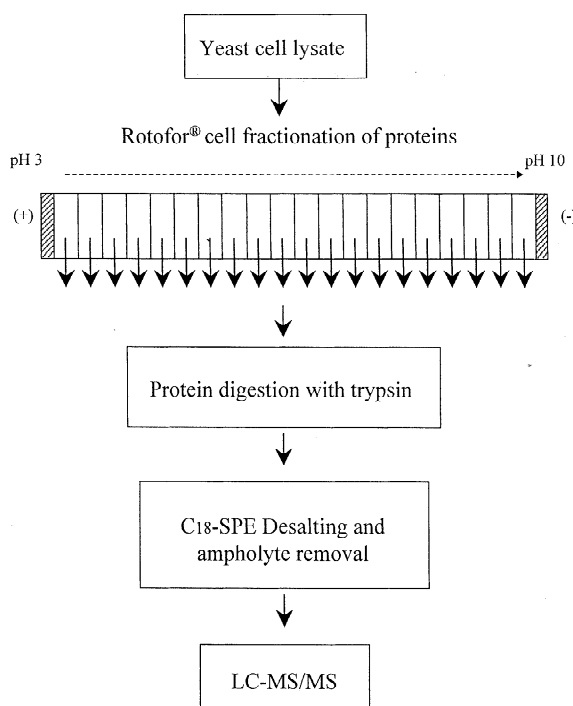 Yeast cell lysate
Rotofor® cell fractionation of proteins
pH 3
pH 10
(+)
(-)
Protein digestion with trypsin
C18-SPE Desalting and
ampholyte removal
LC-MS/MS